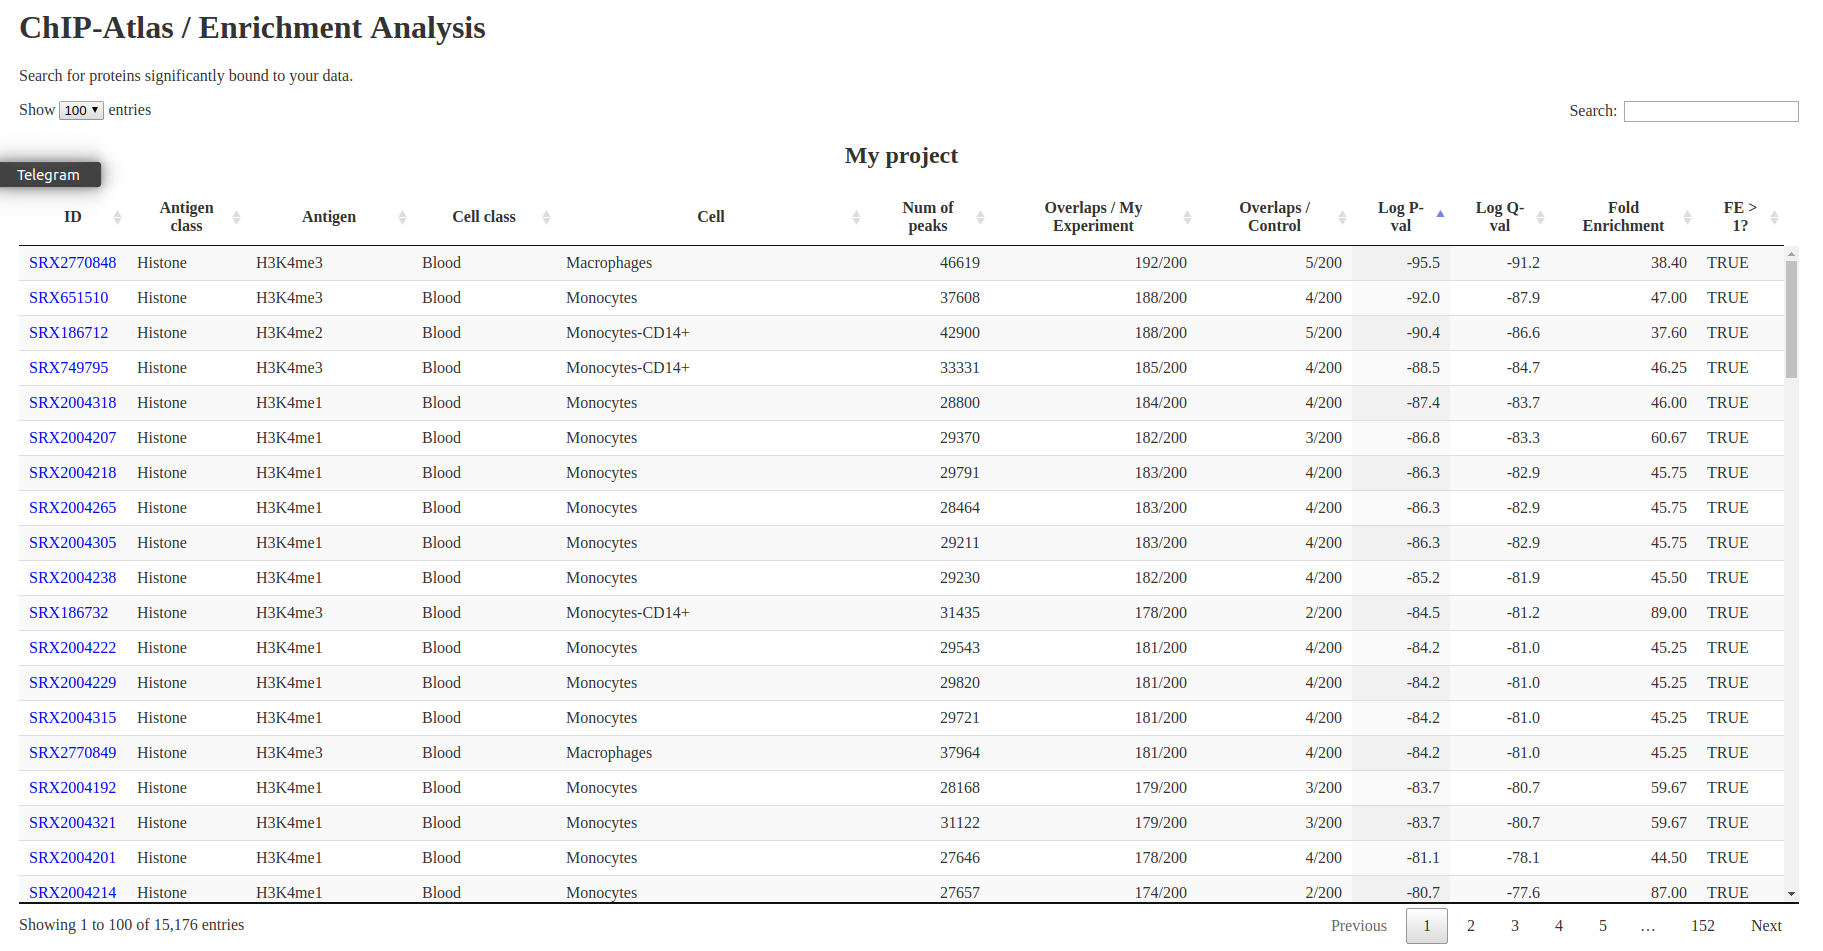 ChIP-Atlas / Enrichment Analysis
Search for proteins significantly bound to your data.
Show 100 entries Search:
My project
Telegram
ID Antigen class Antigen Cell class Cell Num of peaks Overlaps / My Experiment Overlaps / Control Log P-val Log Q-val Fold Enrichment FE > 1?
SRX2770848 Histone H3K4me3 Blood Macrophages 46619 192/200 5/200 -95.5 -91.2 38.40 TRUE
SRX651510 Histone H3K4me3 Blood Monocytes 37608 188/200 4/200 -92.0 -87.9 47.00 TRUE
SRX186712 Histone H3K4me2 Blood Monocytes-CD14+ 42900 188/200 5/200 -90.4 -86.6 37.60 TRUE
SRX749795 Histone H3K4me3 Blood Monocytes-CD14+ 33331 185/200 4/200 -88.5 -84.7 46.25 TRUE
SRX2004318 Histone H3K4me1 Blood Monocytes 28800 184/200 4/200 -87.4 -83.7 46.00 TRUE
SRX2004207 Histone H3K4me1 Blood Monocytes 29370 182/200 3/200 -86.8 -83.3 60.67 TRUE
SRX2004218 Histone H3K4me1 Blood Monocytes 29791 183/200 4/200 -86.3 -82.9 45.75 TRUE
SRX2004265 Histone H3K4me1 Blood Monocytes 28464 183/200 4/200 -86.3 -82.9 45.75 TRUE
SRX2004305 Histone H3K4me1 Blood Monocytes 29211 183/200 4/200 -86.3 -82.9 45.75 TRUE
SRX2004238 Histone H3K4me1 Blood Monocytes 29230 182/200 4/200 -85.2 -81.9 45.50 TRUE
SRX186732 Histone H3K4me3 Blood Monocytes-CD14+ 31435 178/200 2/200 -84.5 -81.2 89.00 TRUE
SRX2004222 Histone H3K4me1 Blood Monocytes 29543 181/200 4/200 -84.2 -81.0 45.25 TRUE
SRX2004229 Histone H3K4me1 Blood Monocytes 29820 181/200 4/200 -84.2 -81.0 45.25 TRUE
SRX2004315 Histone H3K4me1 Blood Monocytes 29721 181/200 4/200 -84.2 -81.0 45.25 TRUE
SRX2770849 Histone H3K4me3 Blood Macrophages 37964 181/200 4/200 -84.2 -81.0 45.25 TRUE
SRX2004192 Histone H3K4me1 Blood Monocytes 28168 179/200 3/200 -83.7 -80.7 59.67 TRUE
SRX2004321 Histone H3K4me1 Blood Monocytes 31122 179/200 3/200 -83.7 -80.7 59.67 TRUE
SRX2004201 Histone H3K4me1 Blood Monocytes 27646 178/200 4/200 -81.1 -78.1 44.50 TRUE
SRX2004214 Histone H3K4me1 Blood Monocytes 27657 174/200 2/200 -80.7 -77.6 87.00 TRUE
Showing 1 to 100 of 15,176 entries Previous 1 2 3 4 5 … 152 Next